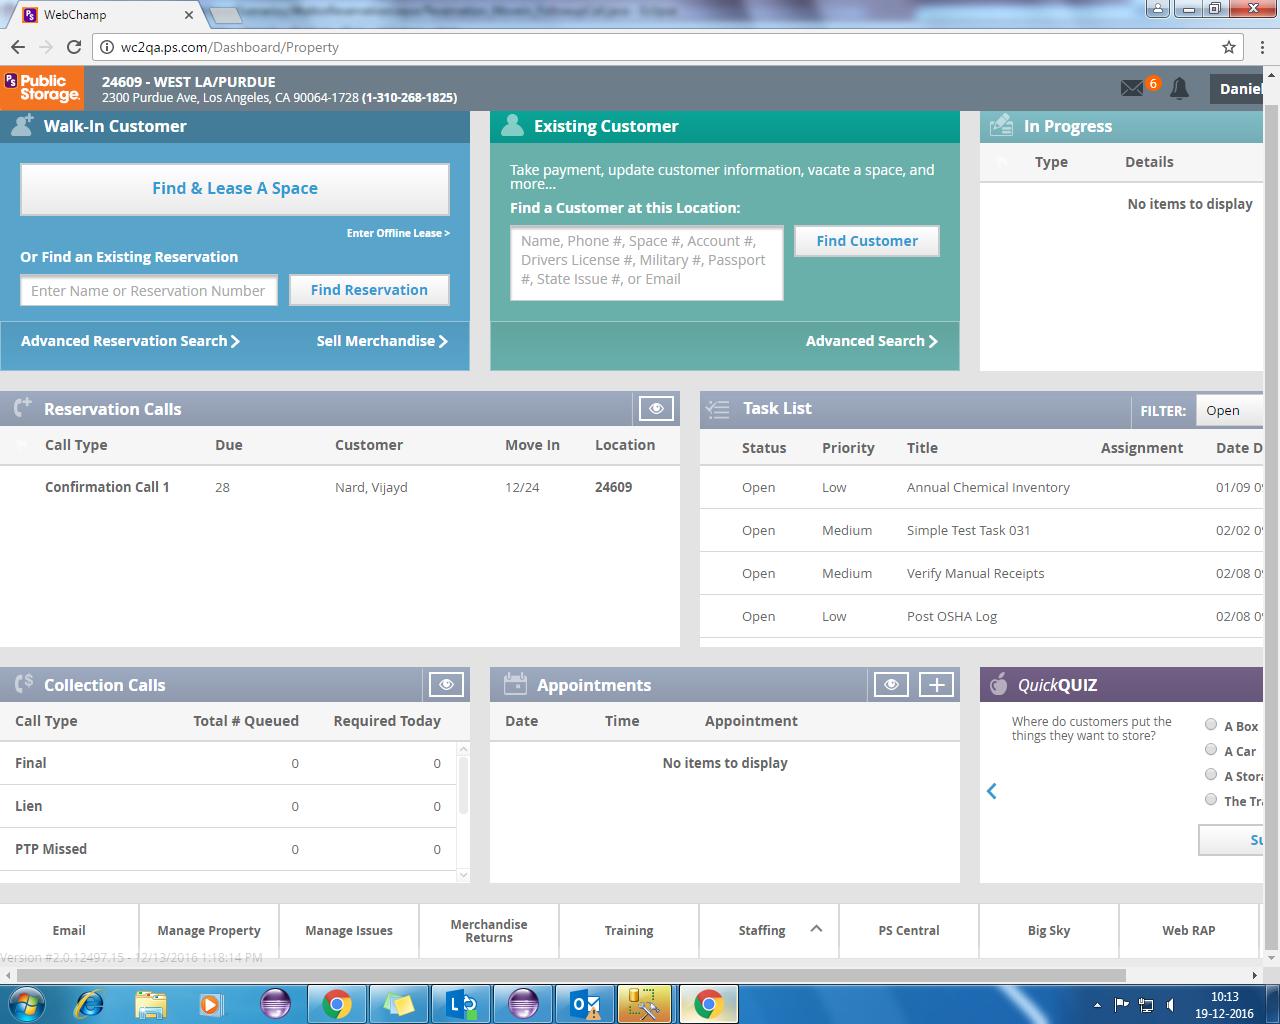 WebChamp
wc2qa.ps.com/Dashboard/Property
PS Public Storage
24609 - WEST LA/PURDUE
2300 Purdue Ave, Los Angeles, CA 90064-1728 (1-310-268-1825)
6
Daniel
Walk-In Customer
Find & Lease A Space
Enter Offline Lease >
Or Find an Existing Reservation
Enter Name or Reservation Number
Find Reservation
Advanced Reservation Search
Sell Merchandise
Existing Customer
Take payment, update customer information, vacate a space, and
more...
Find a Customer at this Location:
Name, Phone #, Space #, Account #,
Drivers License #, Military #, Passport
#, State Issue #, or Email
Find Customer
Advanced Search
In Progress
Type Details
No items to display
Reservation Calls
Call Type Due Customer Move In Location
Confirmation Call 1 28 Nard, Vijayd 12/24 24609
Task List
FILTER: Open
Status Priority Title Assignment Date D
Open Low Annual Chemical Inventory 01/09
Open Medium Simple Test Task 031 02/02
Open Medium Verify Manual Receipts 02/08
Open Low Post OSHA Log 02/08
Collection Calls
Call Type Total # Queued Required Today
Final 0 0
Lien 0 0
PTP Missed 0 0
Appointments
Date Time Appointment
No items to display
QuickQUIZ
Where do customers put the
things they want to store?
A Box
A Car
A Stora
The Tra
Su
Email
Manage Property
Manage Issues
Merchandise
Returns
Training
Staffing
PS Central
Big Sky
Web RAP
Version #2.0.12497.15 - 12/13/2016 1:18:14 PM
10:13
19-12-2016